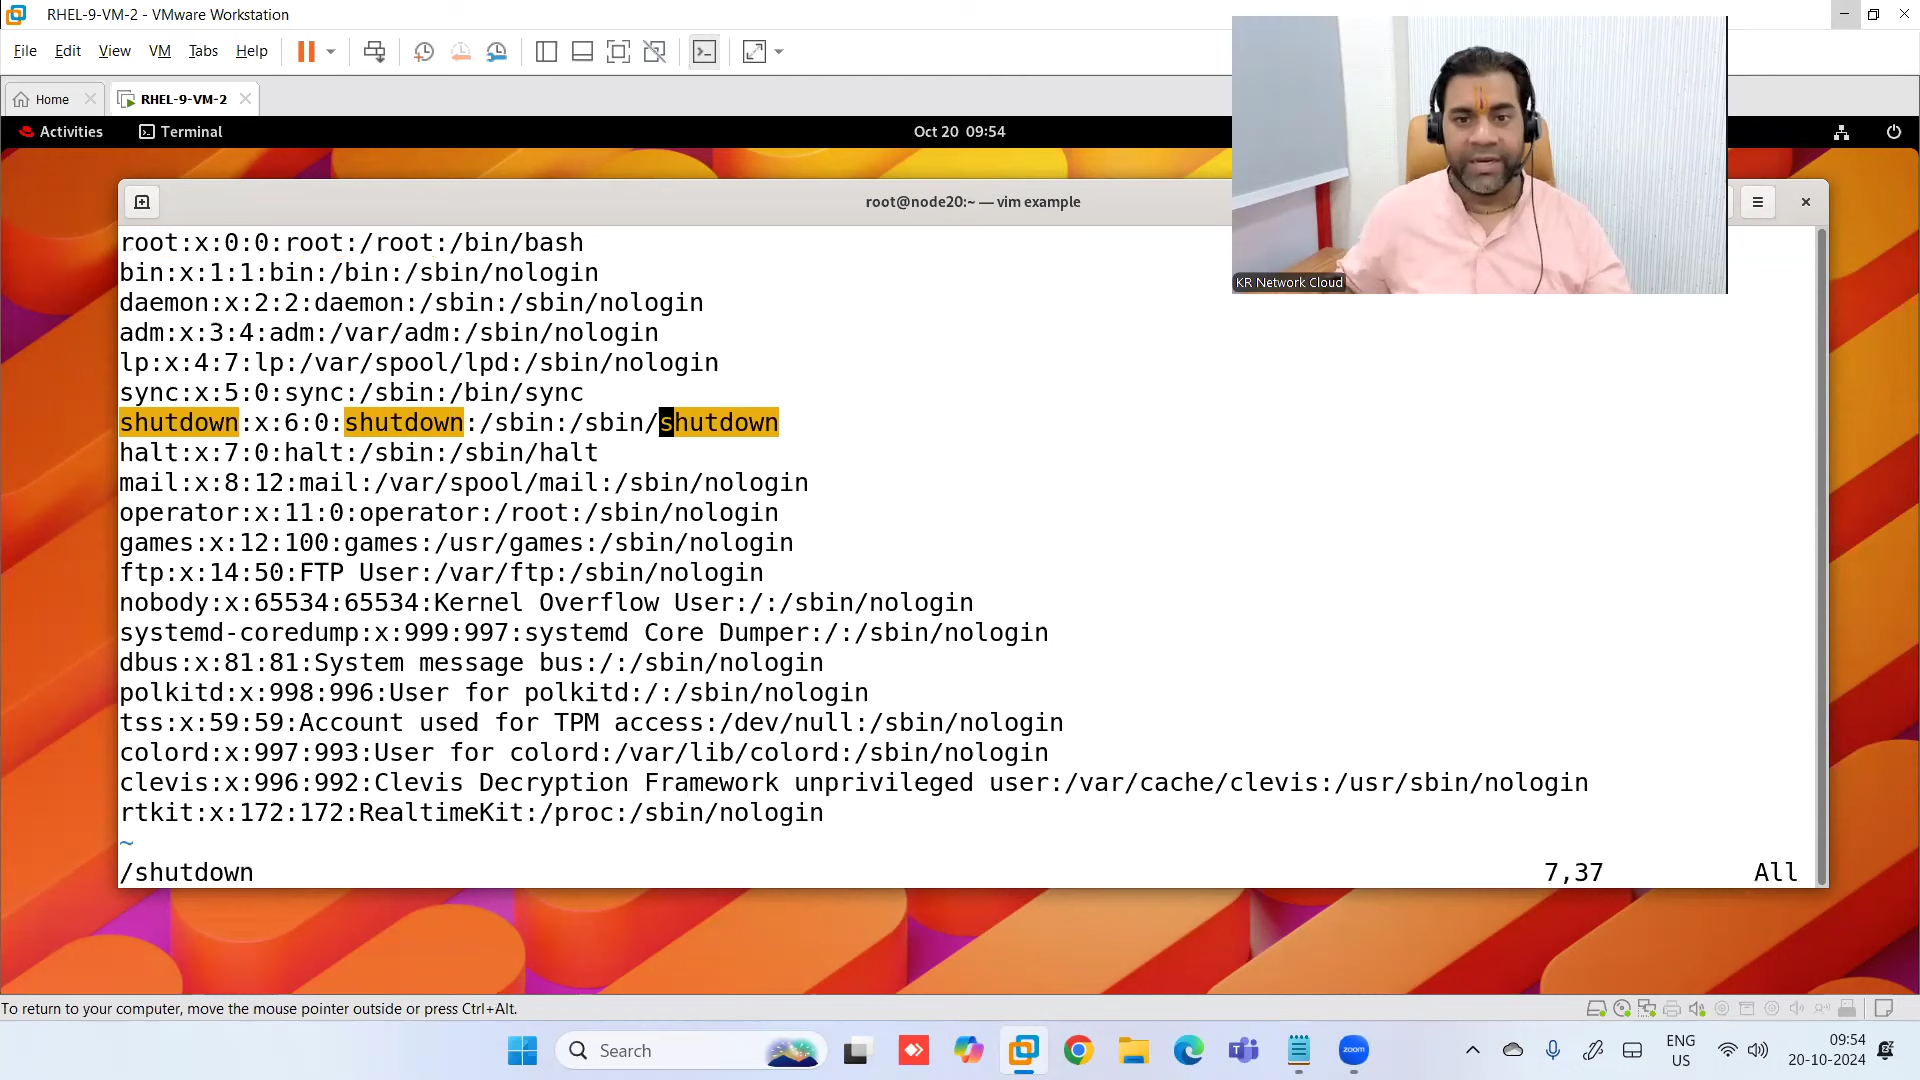 RHEL-9-VM-2 - VMware Workstation
File Edit View VM Tabs Help
Home RHEL-9-VM-2
Activities Terminal Oct 20 09:54
root@node20:~ — vim example
KR Network Cloud
root:x:0:0:root:/root:/bin/bash
bin:x:1:1:bin:/bin:/sbin/nologin
daemon:x:2:2:daemon:/sbin:/sbin/nologin
adm:x:3:4:adm:/var/adm:/sbin/nologin
lp:x:4:7:lp:/var/spool/lpd:/sbin/nologin
sync:x:5:0:sync:/sbin:/bin/sync
shutdown:x:6:0:shutdown:/sbin:/sbin/shutdown
halt:x:7:0:halt:/sbin:/sbin/halt
mail:x:8:12:mail:/var/spool/mail:/sbin/nologin
operator:x:11:0:operator:/root:/sbin/nologin
games:x:12:100:games:/usr/games:/sbin/nologin
ftp:x:14:50:FTP User:/var/ftp:/sbin/nologin
nobody:x:65534:65534:Kernel Overflow User:/:/sbin/nologin
systemd-coredump:x:999:997:systemd Core Dumper:/:/sbin/nologin
dbus:x:81:81:System message bus:/:/sbin/nologin
polkitd:x:998:996:User for polkitd:/:/sbin/nologin
tss:x:59:59:Account used for TPM access:/dev/null:/sbin/nologin
colord:x:997:993:User for colord:/var/lib/colord:/sbin/nologin
clevis:x:996:992:Clevis Decryption Framework unprivileged user:/var/cache/clevis:/usr/sbin/nologin
rtkit:x:172:172:RealtimeKit:/proc:/sbin/nologin
~
/shutdown 7,37 All
To return to your computer, move the mouse pointer outside or press Ctrl+Alt.
Search
zoom
ENG
US
09:54
20-10-2024